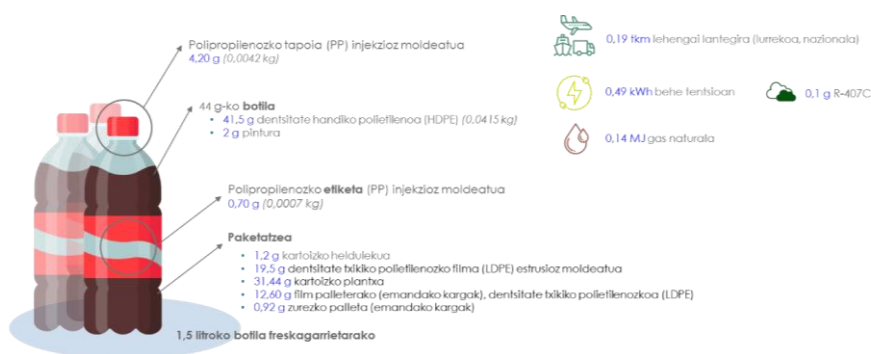 Polipropilenozko tapoia (PP) injekzioz moldeatua
4,20 g (0,0042 kg)
44 g-ko botila
• 41,5 g dentsitate handiko polietilenoa (HDPE) (0,0415 kg)
• 2 g pintura
Polipropilenozko etiketa (PP) injekzioz moldeatua
0,70 g (0,0007 kg)
Paketatzea
• 1,2 g kartoizko heldulekua
• 19,5 g dentsitate txikiko polietilenozko filma (LDPE) estrusioz moldeatua
• 31,44 g kartoizko plantxa
• 12,60 g film palleterako (emandako kargak), dentsitate txikiko polietilenozkoa (LDPE)
• 0,92 g zurezko palleta (emandako kargak)
1,5 litroko botila freskagarrietarako
0,19 tkm lehengai lantegira (lurrekoa, nazionala)
0,49 kWh behe tentsioan
0,1 g R-407C
0,14 MJ gas naturala